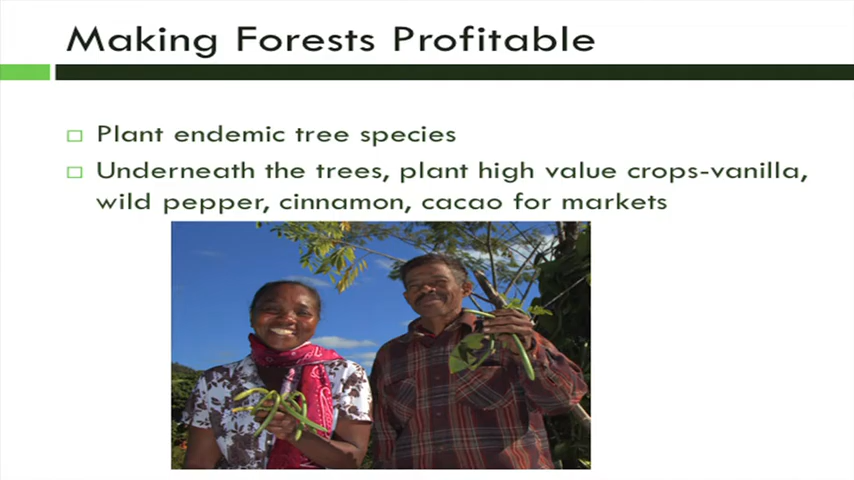 Making Forests Profitable
Plant endemic tree species
Underneath the trees, plant high value crops-vanilla,
wild pepper, cinnamon, cacao for markets